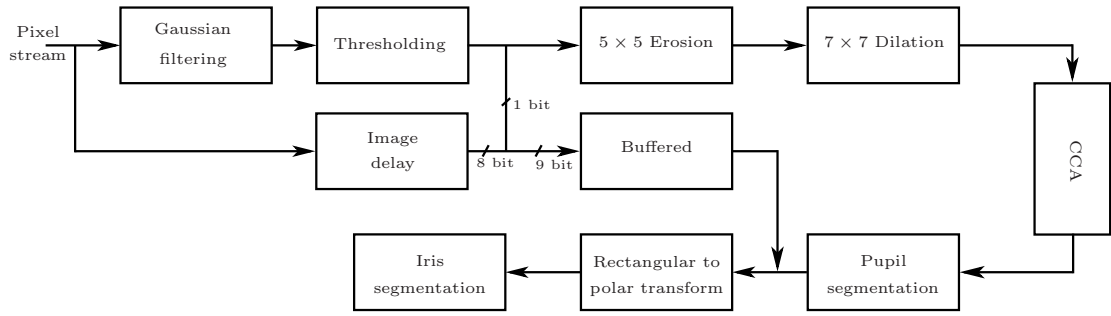 Pixel
stream
Gaussian
filtering
Thresholding
5 × 5 Erosion
7 × 7 Dilation
1 bit
Image
delay
8 bit
9 bit
Buffered
CCA
Iris
segmentation
Rectangular to
polar transform
Pupil
segmentation